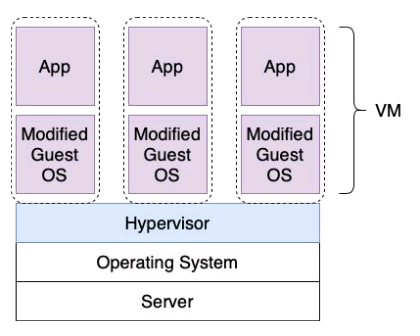 App
App
App
VM
Modified
Guest
OS
Modified
Guest
OS
Modified
Guest
OS
Hypervisor
Operating System
Server